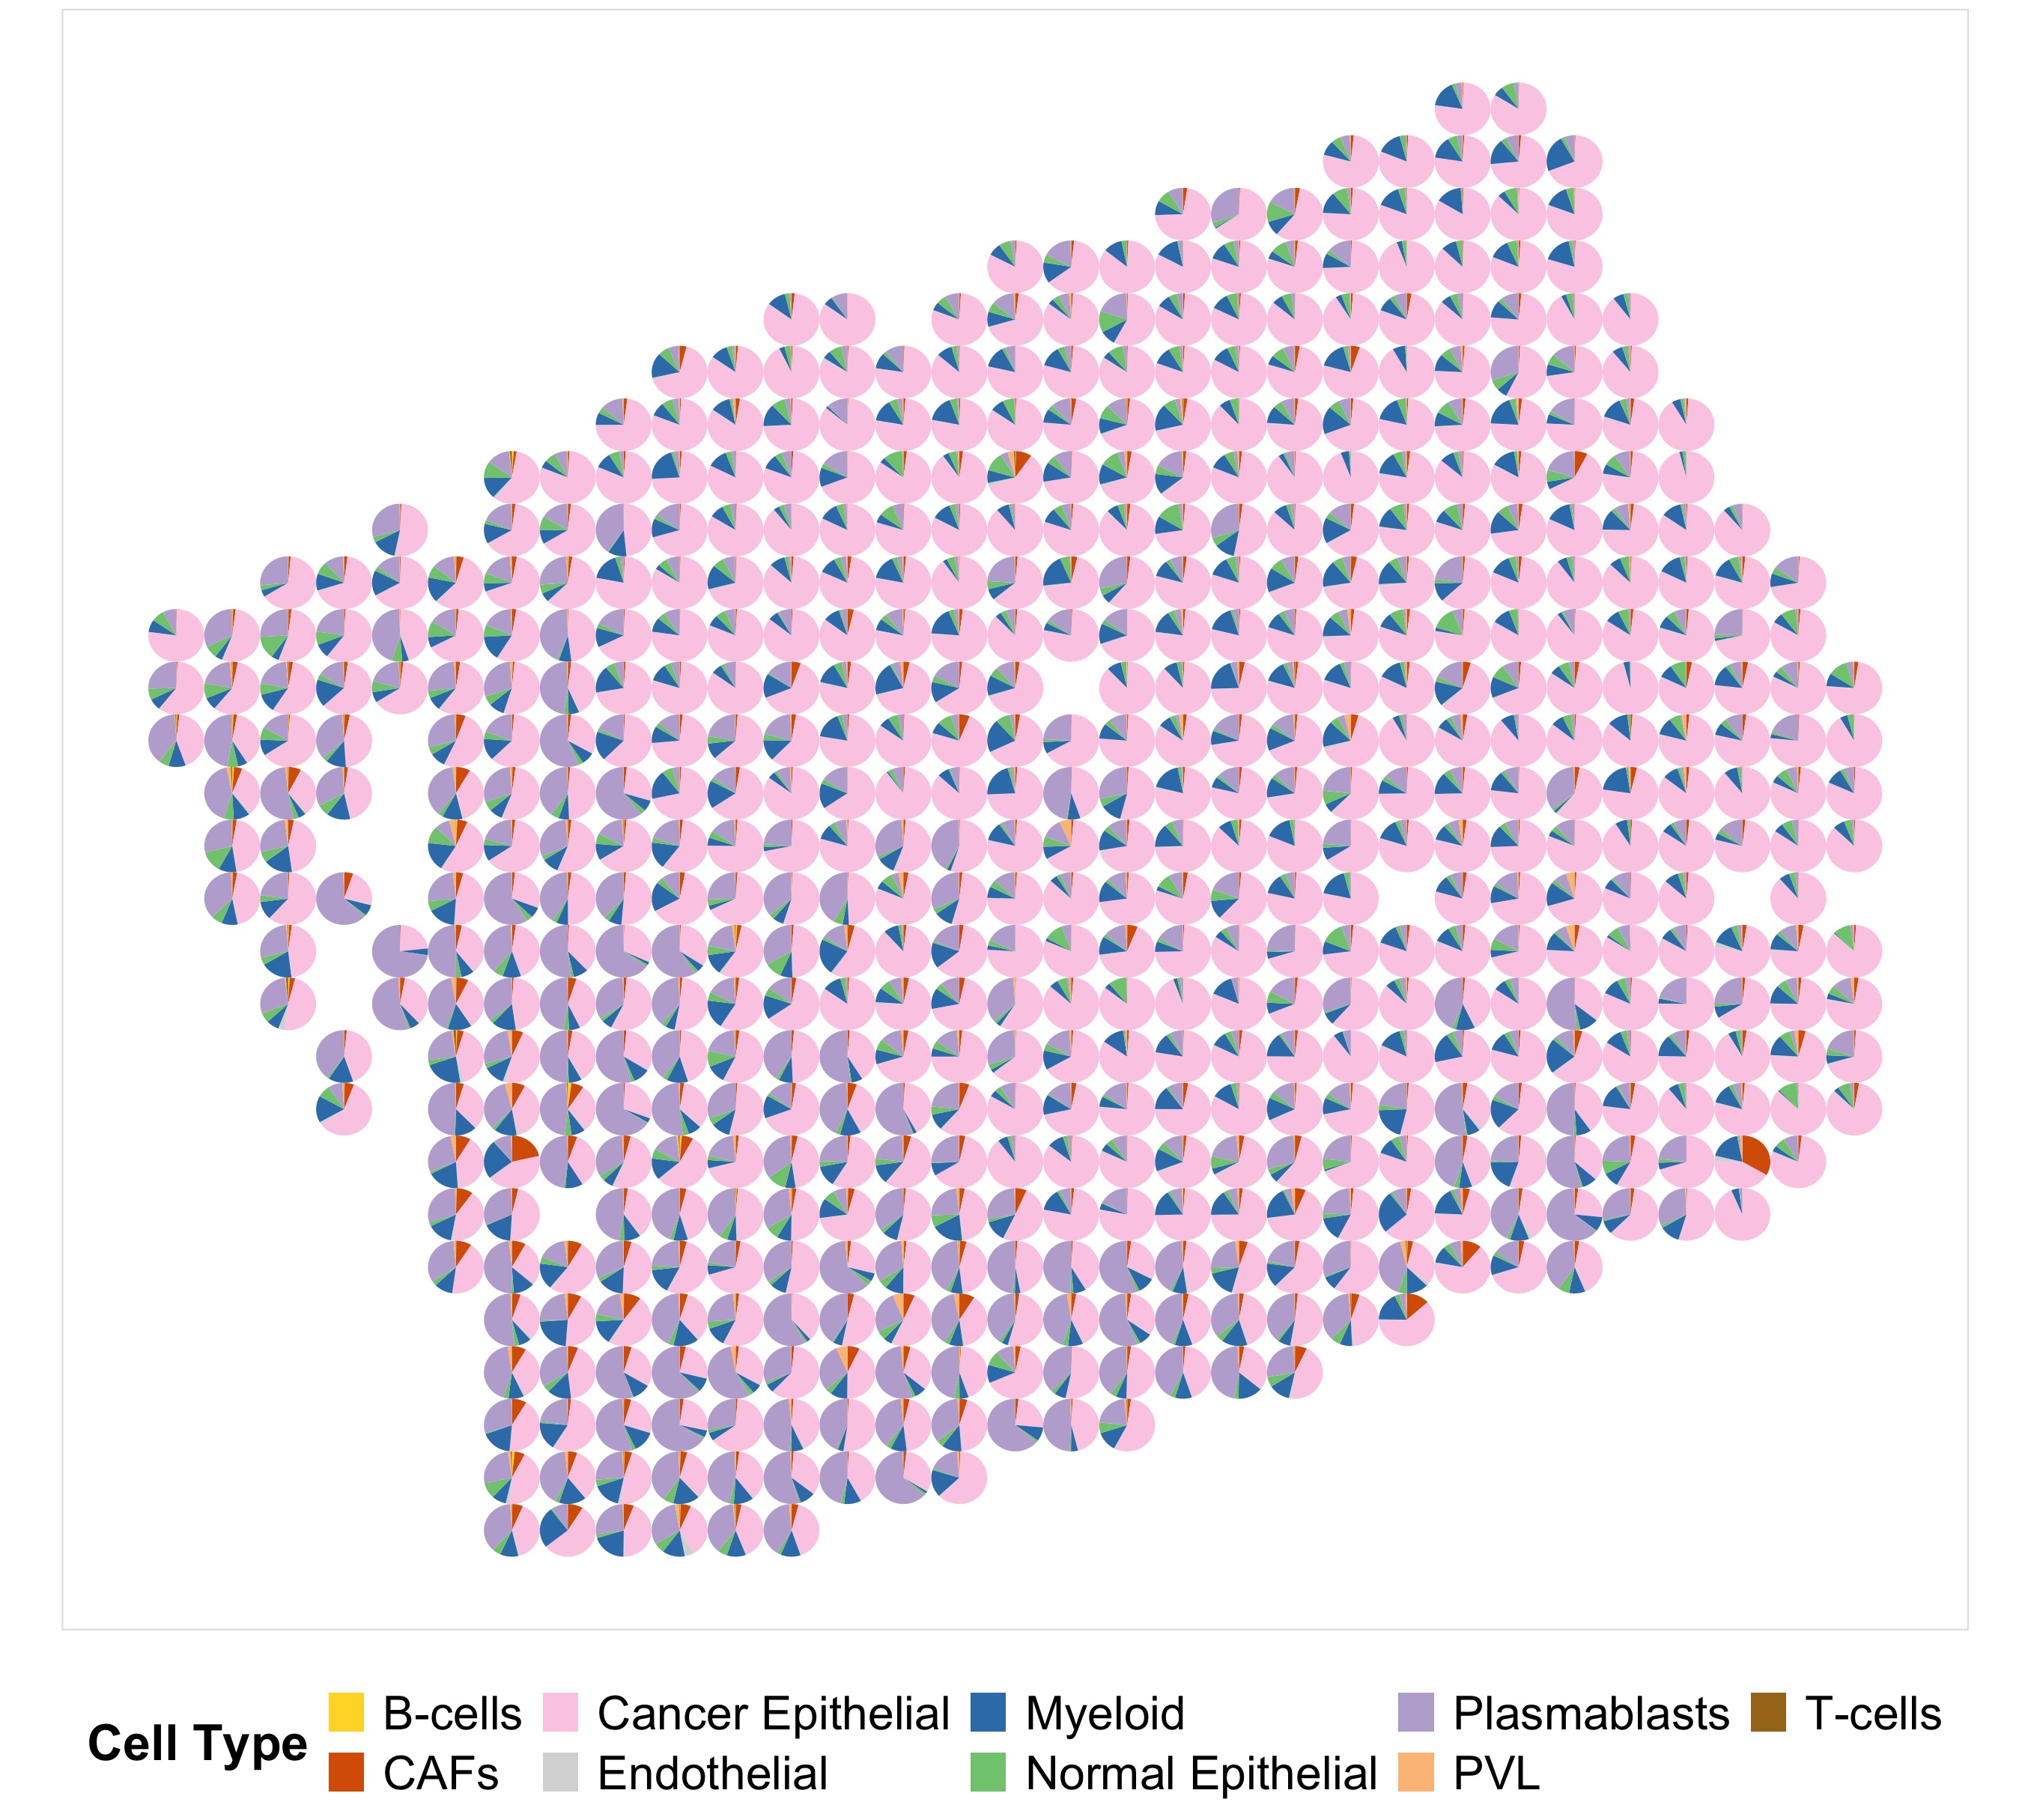 B-cells Cancer Epithelial Myeloid Plasmablasts T-cells
Cell Type
CAFs Endothelial Normal Epithelial PVL